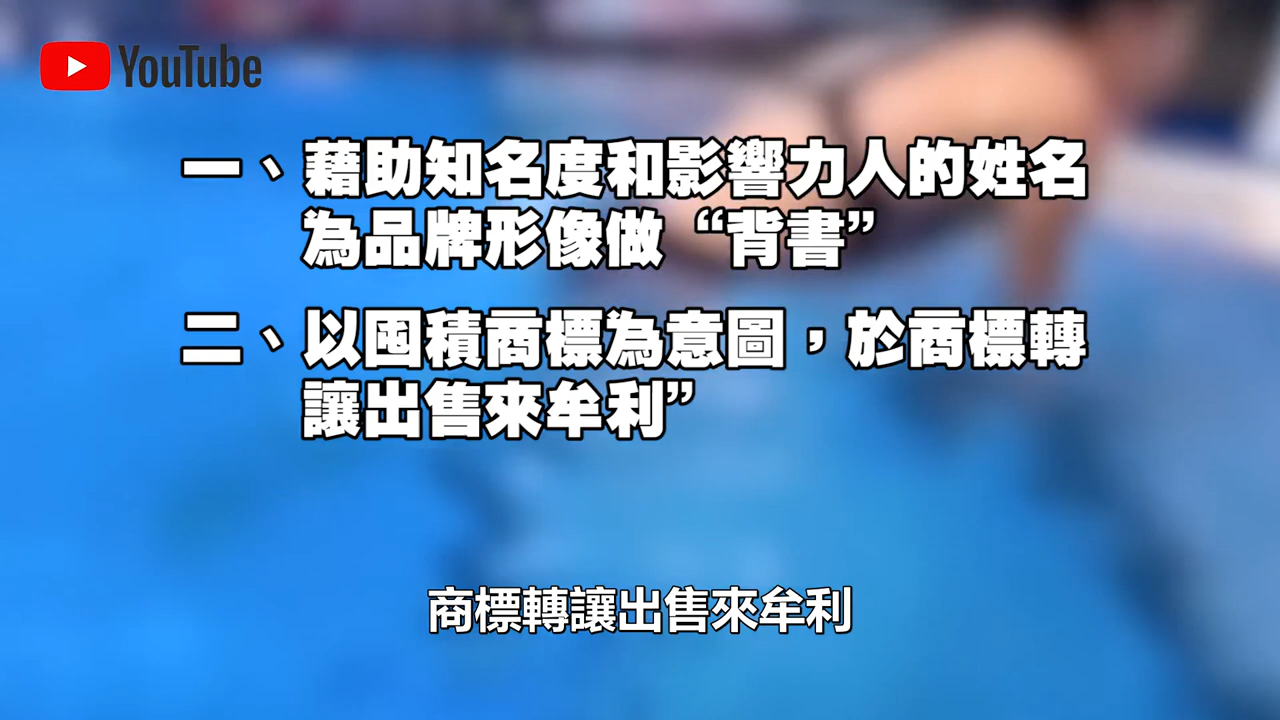 YouTube
一、藉助知名度和影響力人的姓名
為品牌形像做“背書”
二、以囤積商標為意圖，於商標轉
讓出售來牟利”
商標轉讓出售來牟利